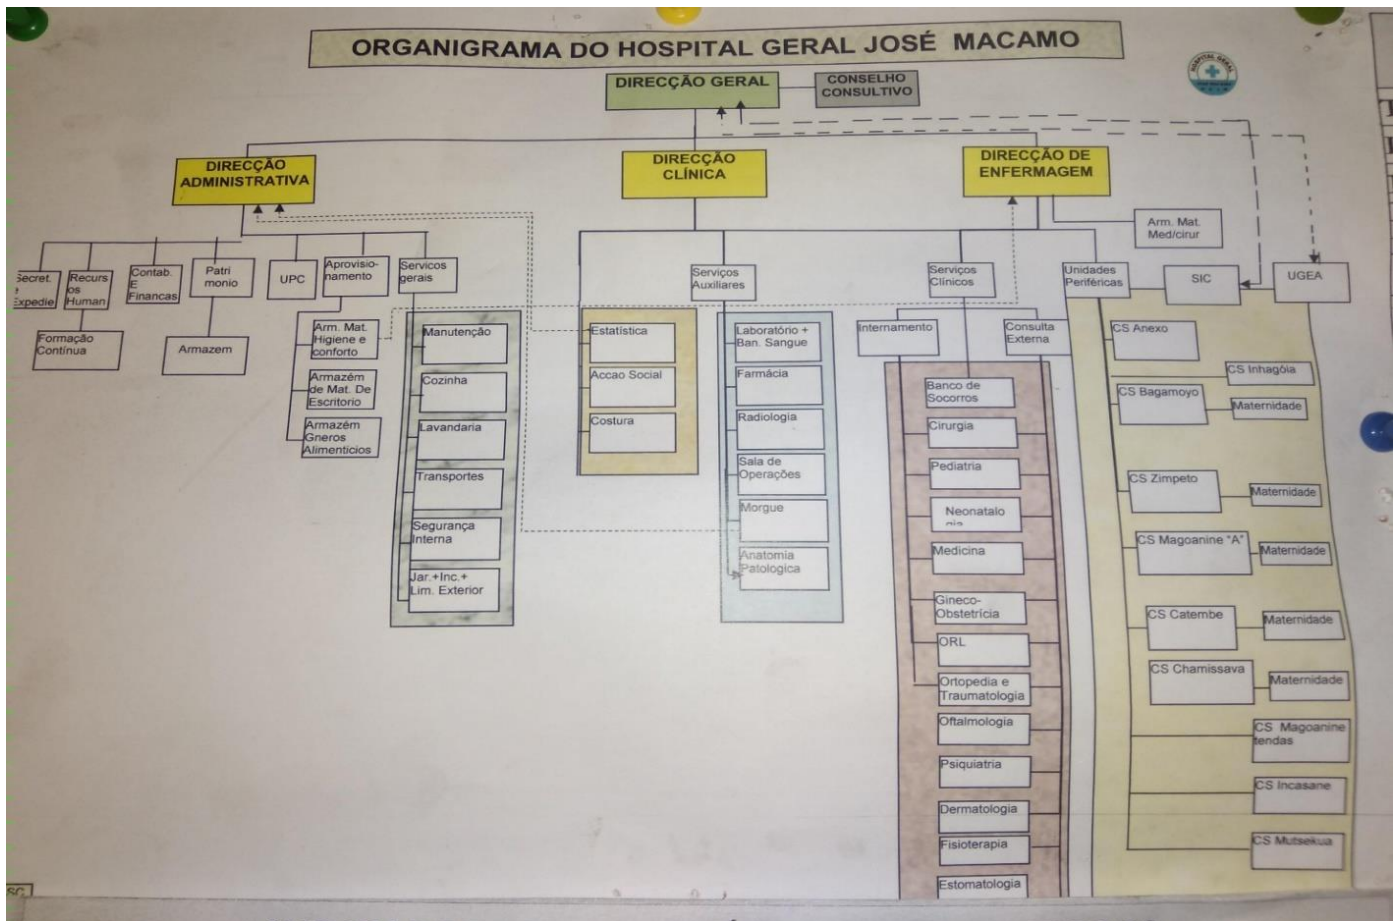 ORGANIGRAMA DO HOSPITAL GERAL JOSÉ MACAMO
DIRECÇÃO GERAL
CONSELHO
CONSULTIVO
HOSPITAL GERAL
DIRECÇÃO
ADMINISTRATIVA
DIRECÇÃO
CLÍNICA
DIRECÇÃO DE
ENFERMAGEM
Arm. Mat.
Med/cirur
Secret.
Expedie
Recurs
os
Human
Contab.
E
Financas
Patri
monio
UPC
Aprovisio-
namento
Servicos
gerais
Serviços
Auxiliares
Serviços
Clínicos
Unidades
Periféricas
SIC
UGEA
Formação
Contínua
Armazem
Arm. Mat.
Higiene e
conforto
Armazém
de Mat. De
Escritorio
Armazém
Gneros
Alimenticios
Manutenção
Cozinha
Lavandaria
Transportes
Segurança
Interna
Jar.+Inc.+
Lim. Exterior
Estatística
Accao Social
Costura
Laboratório +
Ban. Sangue
Farmácia
Radiologia
Sala de
Operações
Morgue
Anatomia
Patologica
Internamento
Consulta
Externa
Banco de
Socorros
Cirurgia
Pediatria
Neonatalo
gia
Medicina
Gineco-
Obstetrícia
ORL
Ortopedia e
Traumatologia
Oftalmologia
Psiquiatria
Dermatologia
Fisioterapia
Estomatologia
CS Anexo
CS Inhagóia
CS Bagamoyo
Maternidade
CS Zimpeto
Maternidade
CS Magoanine "A"
Maternidade
CS Catembe
Maternidade
CS Chamissava
Maternidade
CS Magoanine
tendas
CS Incasane
CS Mutsekua